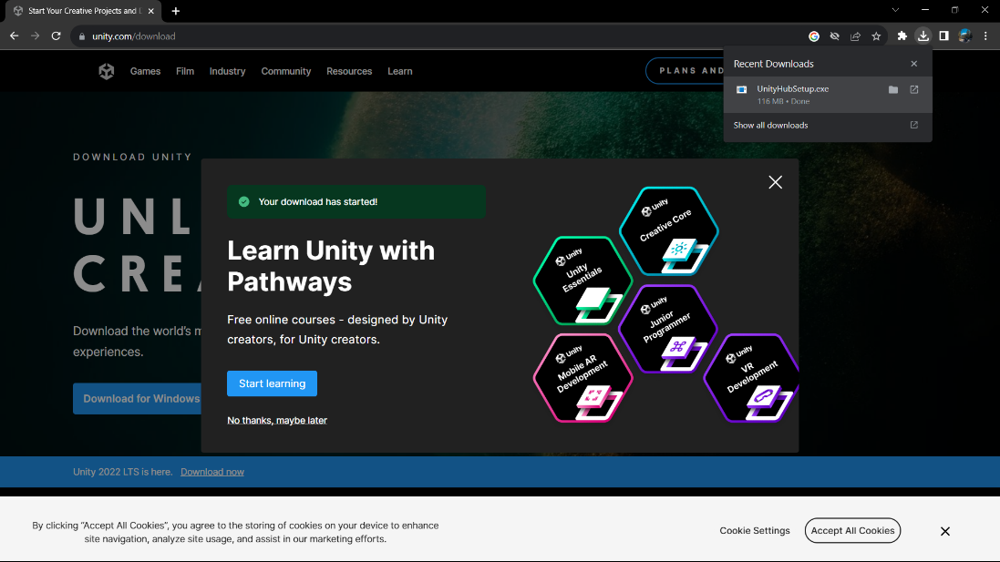 Start Your Creative Projects and D
unity.com/download
Games Film Industry Community Resources Learn
PLANS AND
Recent Downloads
UnityHubSetup.exe
116 MB • Done
Show all downloads
DOWNLOAD UNITY
UNL
CREA
Download the world's m
experiences.
Download for Windows
Your download has started!
Learn Unity with
Pathways
Free online courses - designed by Unity
creators, for Unity creators.
Start learning
No thanks, maybe later
Unity
Creative Core
Unity
Unity
Essentials
Unity
Junior
Programmer
Unity
Mobile AR
Development
Unity
VR
Development
Unity 2022 LTS is here. Download now
By clicking “Accept All Cookies”, you agree to the storing of cookies on your device to enhance
site navigation, analyze site usage, and assist in our marketing efforts.
Cookie Settings
Accept All Cookies